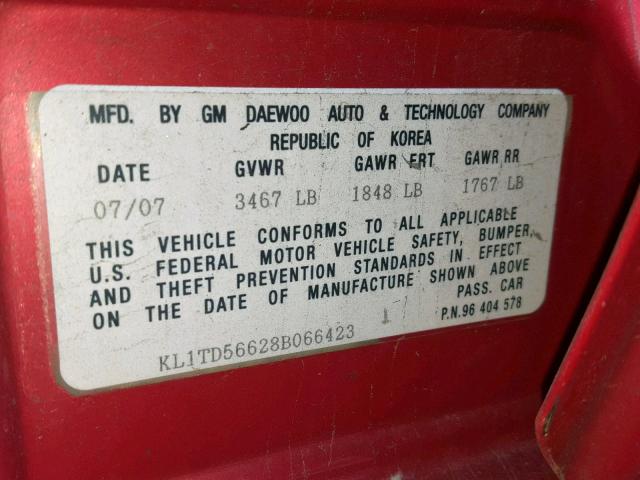 MFD. BY GM DAEWOO AUTO & TECHNOLOGY COMPANY
REPUBLIC OF KOREA
DATE GVWR GAWR FRT GAWR RR
07/07 3467 LB 1848 LB 1767 LB
THIS VEHICLE CONFORMS TO ALL APPLICABLE
U.S. FEDERAL MOTOR VEHICLE SAFETY, BUMPER,
AND THEFT PREVENTION STANDARDS IN EFFECT
ON THE DATE OF MANUFACTURE SHOWN ABOVE
PASS. CAR
P.N.96 404 578
KL1TD56628B066423 1